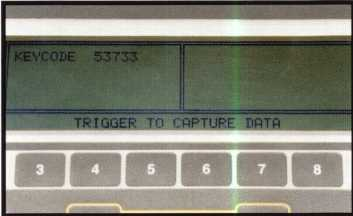 KEYCODE 53733
TRIGGER TO CAPTURE DATA
3 4 5 6 7 8